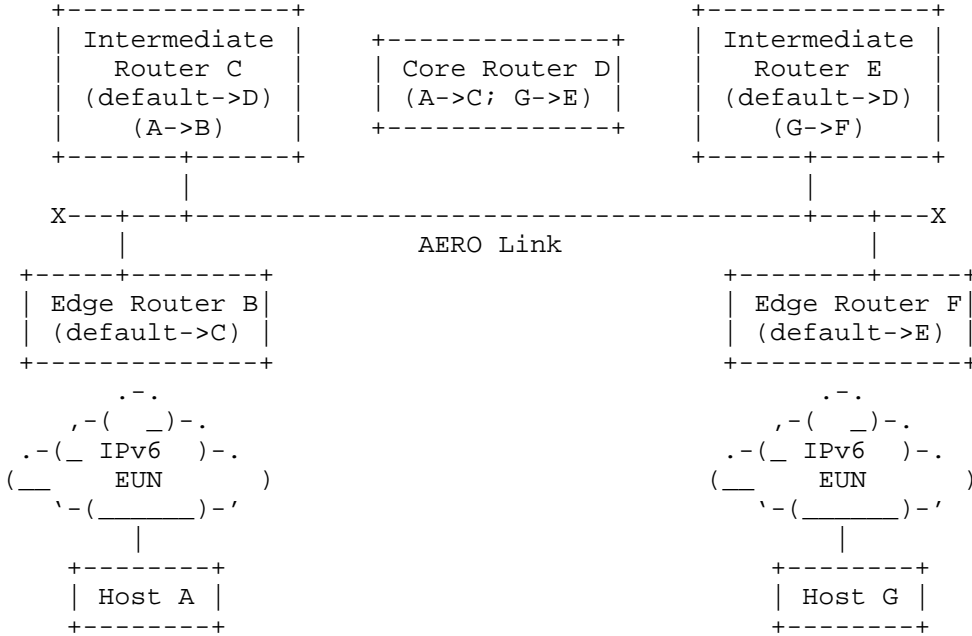 Intermediate Router C (default->D) (A->B)
Core Router D (A->C; G->E)
Intermediate Router E (default->D) (G->F)
X X
AERO Link
Edge Router B (default->C)
Edge Router F (default->E)
IPv6 EUN
IPv6 EUN
Host A
Host G